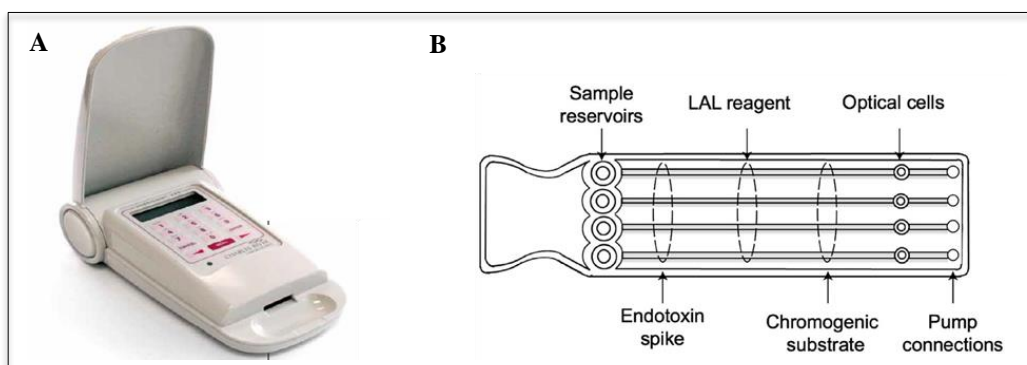 A
B
Sample
reservoirs
LAL reagent
Optical cells
Endotoxin
spike
Chromogenic
substrate
Pump
connections